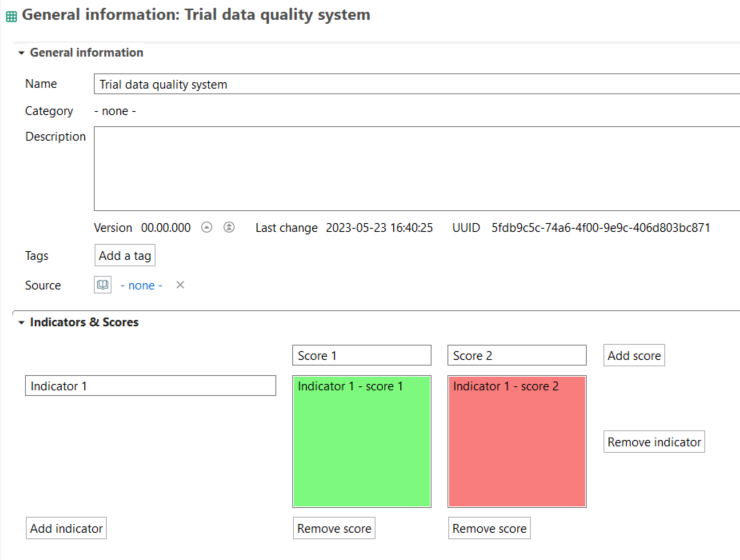 General information: Trial data quality system
General information
Name Trial data quality system
Category - none -
Description
Version 00.00.000 Last change 2023-05-23 16:40:25 UUID 5fdb9c5c-74a6-4f00-9e9c-406d803bc871
Tags Add a tag
Source - none -
Indicators & Scores
Score 1 Score 2 Add score
Indicator 1 Indicator 1 - score 1 Indicator 1 - score 2
Remove indicator
Add indicator Remove score Remove score